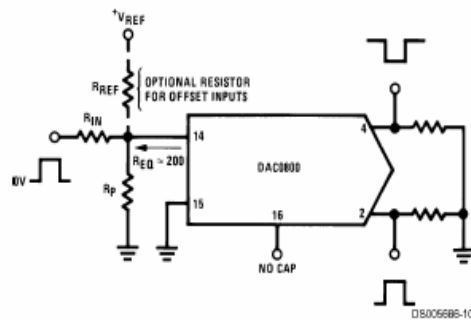 +VREF
RREF
OPTIONAL RESISTOR
FOR OFFSET INPUTS
RIN
14
4
REQ ≈ 200
DAC0800
0V
RP
15
16
2
NO CAP
DS005686-10